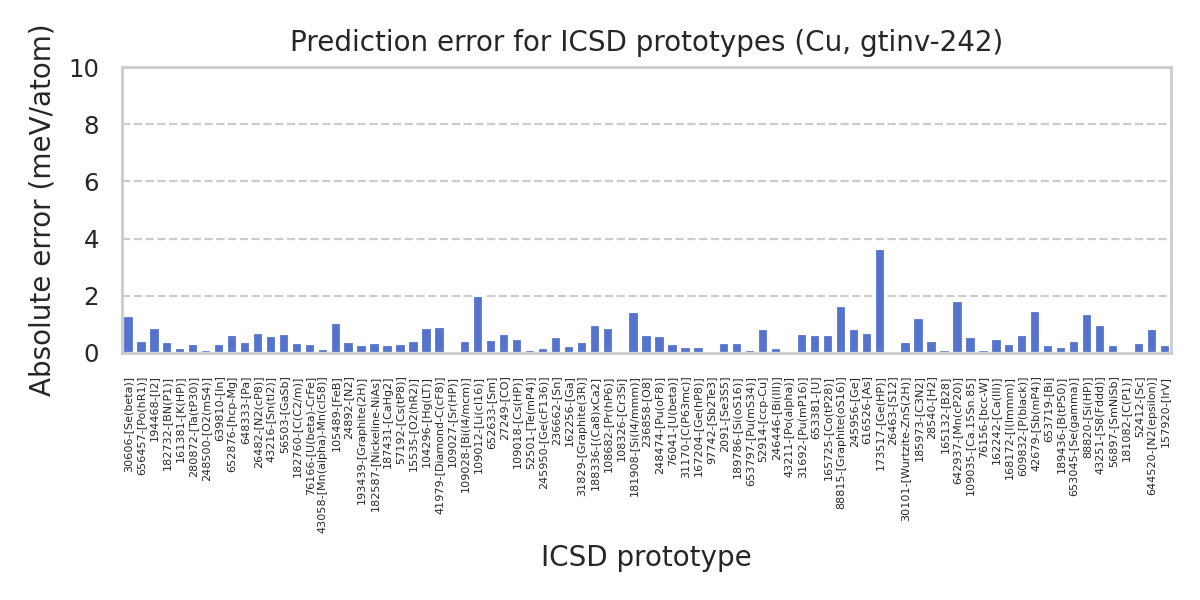 Prediction error for ICSD prototypes (Cu, gtinv-242)
Absolute error (meV/atom)
10
8
6
4
2
0
30606-[Se(beta)]
656457-[Po(hR1)]
194468-[I2]
182732-[BN(P1)]
161381-[K(HP)]
280872-[Ta(tP30)]
248500-[O2(mS4)]
639810-[In]
652876-[hcp-Mg]
648333-[Pa]
26482-[N2(cP8)]
43216-[Sn(tI2)]
56503-[GaSb]
182760-[C(C2/m)]
76166-[U(beta)-CrFe]
43058-[Mn(alpha)-Mn(cI58)]
1054899-[FeB]
24892-[N2]
193439-[Graphite(2H)]
182587-[Nickeline-NiAs]
187431-[CaHg2]
57192-[Cs(tP8)]
15535-[O2(hR2)]
104296-[Hg(LT)]
41979-[Diamond-C(cF8)]
109027-[Sr(HP)]
109028-[Bi(I4/mcm)]
109012-[Li(cI16)]
652633-[Sm]
27249-[CO]
109018-[Cs(HP)]
52501-[Te(mP4)]
245950-[Ge(cF136)]
236662-[Sn]
162256-[Ga]
31829-[Graphite(3R)]
188336-[(Ca8)xCa2]
108682-[Pr(hP6)]
108326-[Cr3Si]
181908-[Si(I4/mmm)]
236858-[O8]
248474-[Pu(oF8)]
76041-[U(beta)]
31170-[C(P63mc)]
167204-[Ge(hP8)]
97742-[Sb2Te3]
2091-[Se3S5]
189786-[Si(oS16)]
653797-[Pu(mS34)]
52914-[ccp-Cu]
246446-[Bi(III)]
43211-[Po(alpha)]
31692-[Pu(mP16)]
653381-[U]
165725-[Co(tP28)]
88815-[Graphite(oS16)]
245956-[Ge]
616526-[As]
173517-[Ge(HP)]
264633-[S12]
30101-[Wurtzite-ZnS(2H)]
185973-[C3N2]
28540-[H2]
165132-[B28]
642937-[Mn(cP20)]
109035-[Ca.15Sn.85]
76156-[bcc-W]
162242-[Ca(III)]
168172-[I(Immm)]
609832-[P(black)]
42679-[Sb(mP4)]
653719-[Bi]
189436-[B(tP50)]
653045-[Se(gamma)]
88820-[Si(HP)]
43251-[S8(Fddd)]
56897-[SmNiSb]
181082-[C(P1)]
52412-[Sc]
644520-[N2(epsilon)]
157920-[IrV]
ICSD prototype